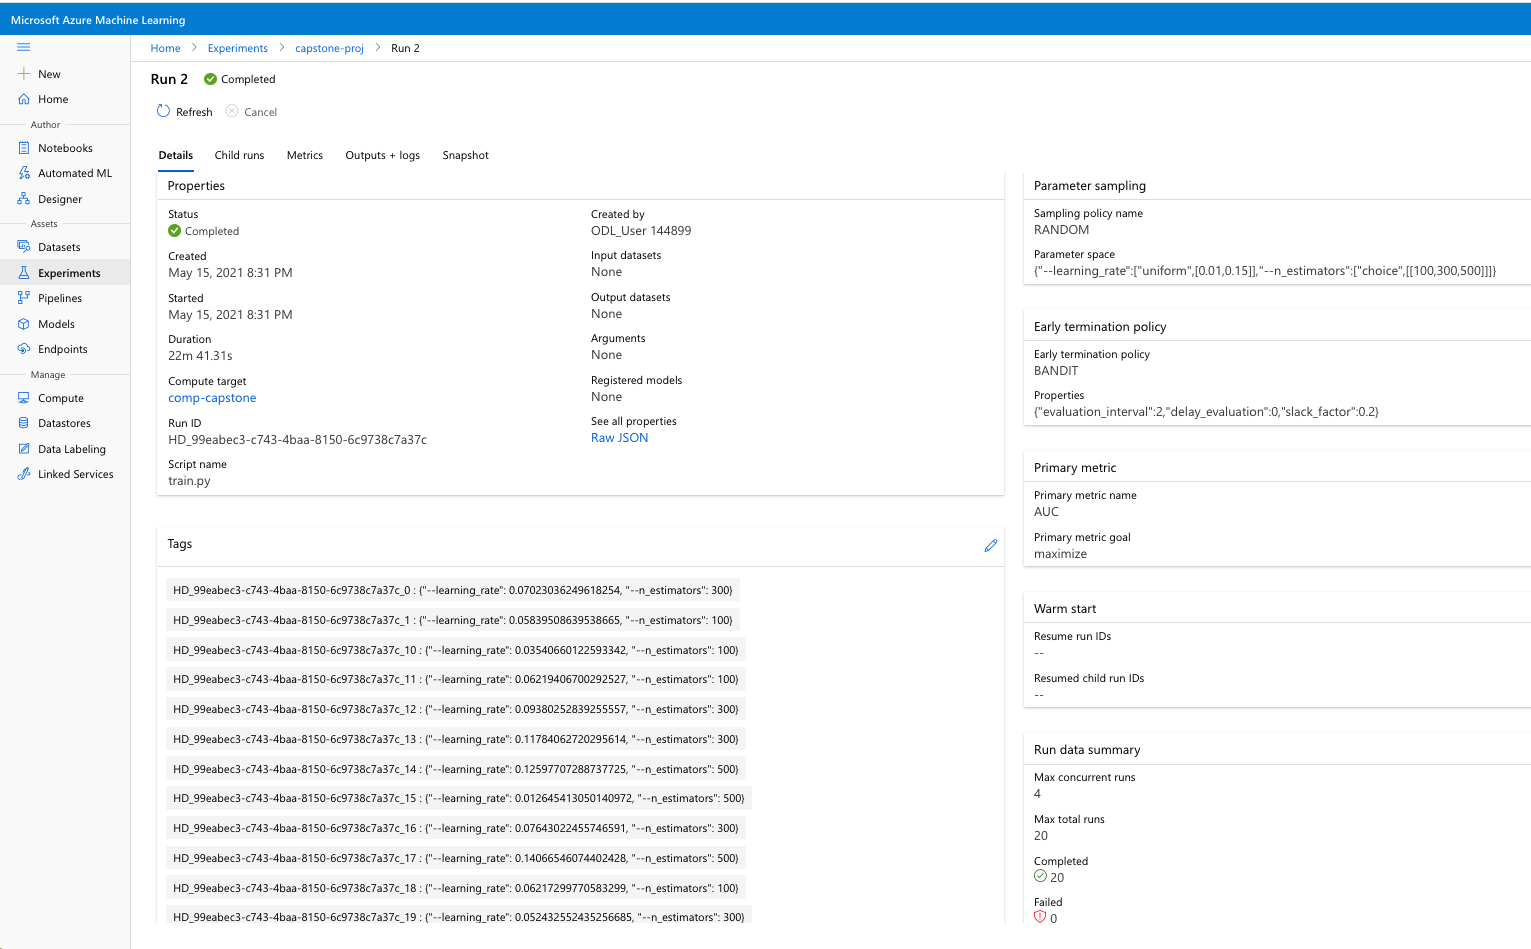 Microsoft Azure Machine Learning
New
Home
Author
Notebooks
Automated ML
Designer
Assets
Datasets
Experiments
Pipelines
Models
Endpoints
Manage
Compute
Datastores
Data Labeling
Linked Services
Home > Experiments > capstone-proj > Run 2
Run 2 Completed
Refresh Cancel
Details Child runs Metrics Outputs + logs Snapshot
Properties
Status
Completed
Created
May 15, 2021 8:31 PM
Started
May 15, 2021 8:31 PM
Duration
22m 41.31s
Compute target
comp-capstone
Run ID
HD_99eabec3-c743-4baa-8150-6c9738c7a37c
Script name
train.py
Created by
ODL_User 144899
Input datasets
None
Output datasets
None
Arguments
None
Registered models
None
See all properties
Raw JSON
Tags
HD_99eabec3-c743-4baa-8150-6c9738c7a37c_0 : {"--learning_rate": 0.07023036249618254, "--n_estimators": 300}
HD_99eabec3-c743-4baa-8150-6c9738c7a37c_1 : {"--learning_rate": 0.05839508639538665, "--n_estimators": 100}
HD_99eabec3-c743-4baa-8150-6c9738c7a37c_10 : {"--learning_rate": 0.03540660122593342, "--n_estimators": 100}
HD_99eabec3-c743-4baa-8150-6c9738c7a37c_11 : {"--learning_rate": 0.06219406700292527, "--n_estimators": 100}
HD_99eabec3-c743-4baa-8150-6c9738c7a37c_12 : {"--learning_rate": 0.09380252839255557, "--n_estimators": 300}
HD_99eabec3-c743-4baa-8150-6c9738c7a37c_13 : {"--learning_rate": 0.11784062720295614, "--n_estimators": 300}
HD_99eabec3-c743-4baa-8150-6c9738c7a37c_14 : {"--learning_rate": 0.12597707288737725, "--n_estimators": 500}
HD_99eabec3-c743-4baa-8150-6c9738c7a37c_15 : {"--learning_rate": 0.012645413050140972, "--n_estimators": 500}
HD_99eabec3-c743-4baa-8150-6c9738c7a37c_16 : {"--learning_rate": 0.07643022455746591, "--n_estimators": 300}
HD_99eabec3-c743-4baa-8150-6c9738c7a37c_17 : {"--learning_rate": 0.14066546074402428, "--n_estimators": 500}
HD_99eabec3-c743-4baa-8150-6c9738c7a37c_18 : {"--learning_rate": 0.06217299770583299, "--n_estimators": 100}
HD_99eabec3-c743-4baa-8150-6c9738c7a37c_19 : {"--learning_rate": 0.052432552435256685, "--n_estimators": 300}
Parameter sampling
Sampling policy name
RANDOM
Parameter space
{"--learning_rate":["uniform",[0.01,0.15]],"--n_estimators":["choice",[[100,300,500]]]}
Early termination policy
Early termination policy
BANDIT
Properties
{"evaluation_interval":2,"delay_evaluation":0,"slack_factor":0.2}
Primary metric
Primary metric name
AUC
Primary metric goal
maximize
Warm start
Resume run IDs
--
Resumed child run IDs
--
Run data summary
Max concurrent runs
4
Max total runs
20
Completed
20
Failed
0